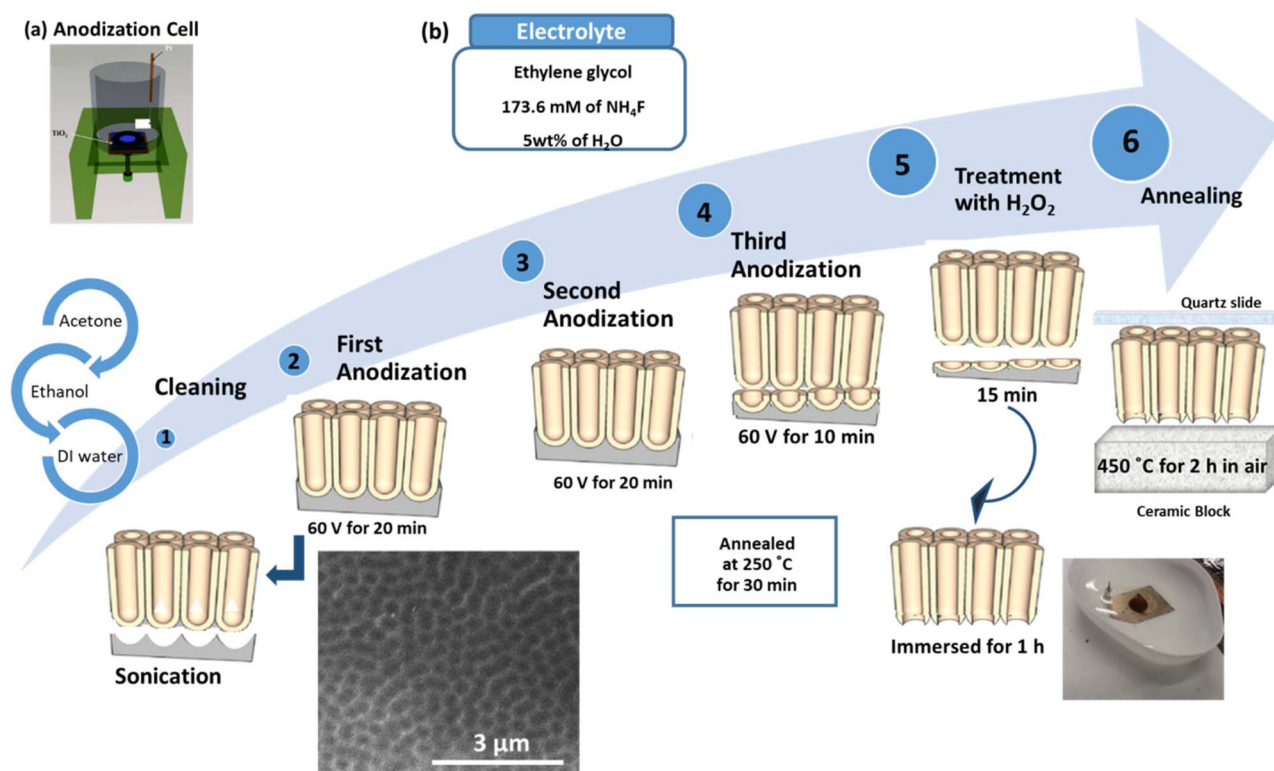 (a) Anodization Cell
Pt
TiO₂
(b)
Electrolyte
Ethylene glycol
173.6 mM of NH₄F
5wt% of H₂O
Acetone
Ethanol
DI water
1
Cleaning
2
First
Anodization
60 V for 20 min
Sonication
3 µm
3
Second
Anodization
60 V for 20 min
4
Third
Anodization
60 V for 10 min
Annealed
at 250 ˚C
for 30 min
5
Treatment
with H₂O₂
15 min
Immersed for 1 h
6
Annealing
Quartz slide
450 ˚C for 2 h in air
Ceramic Block